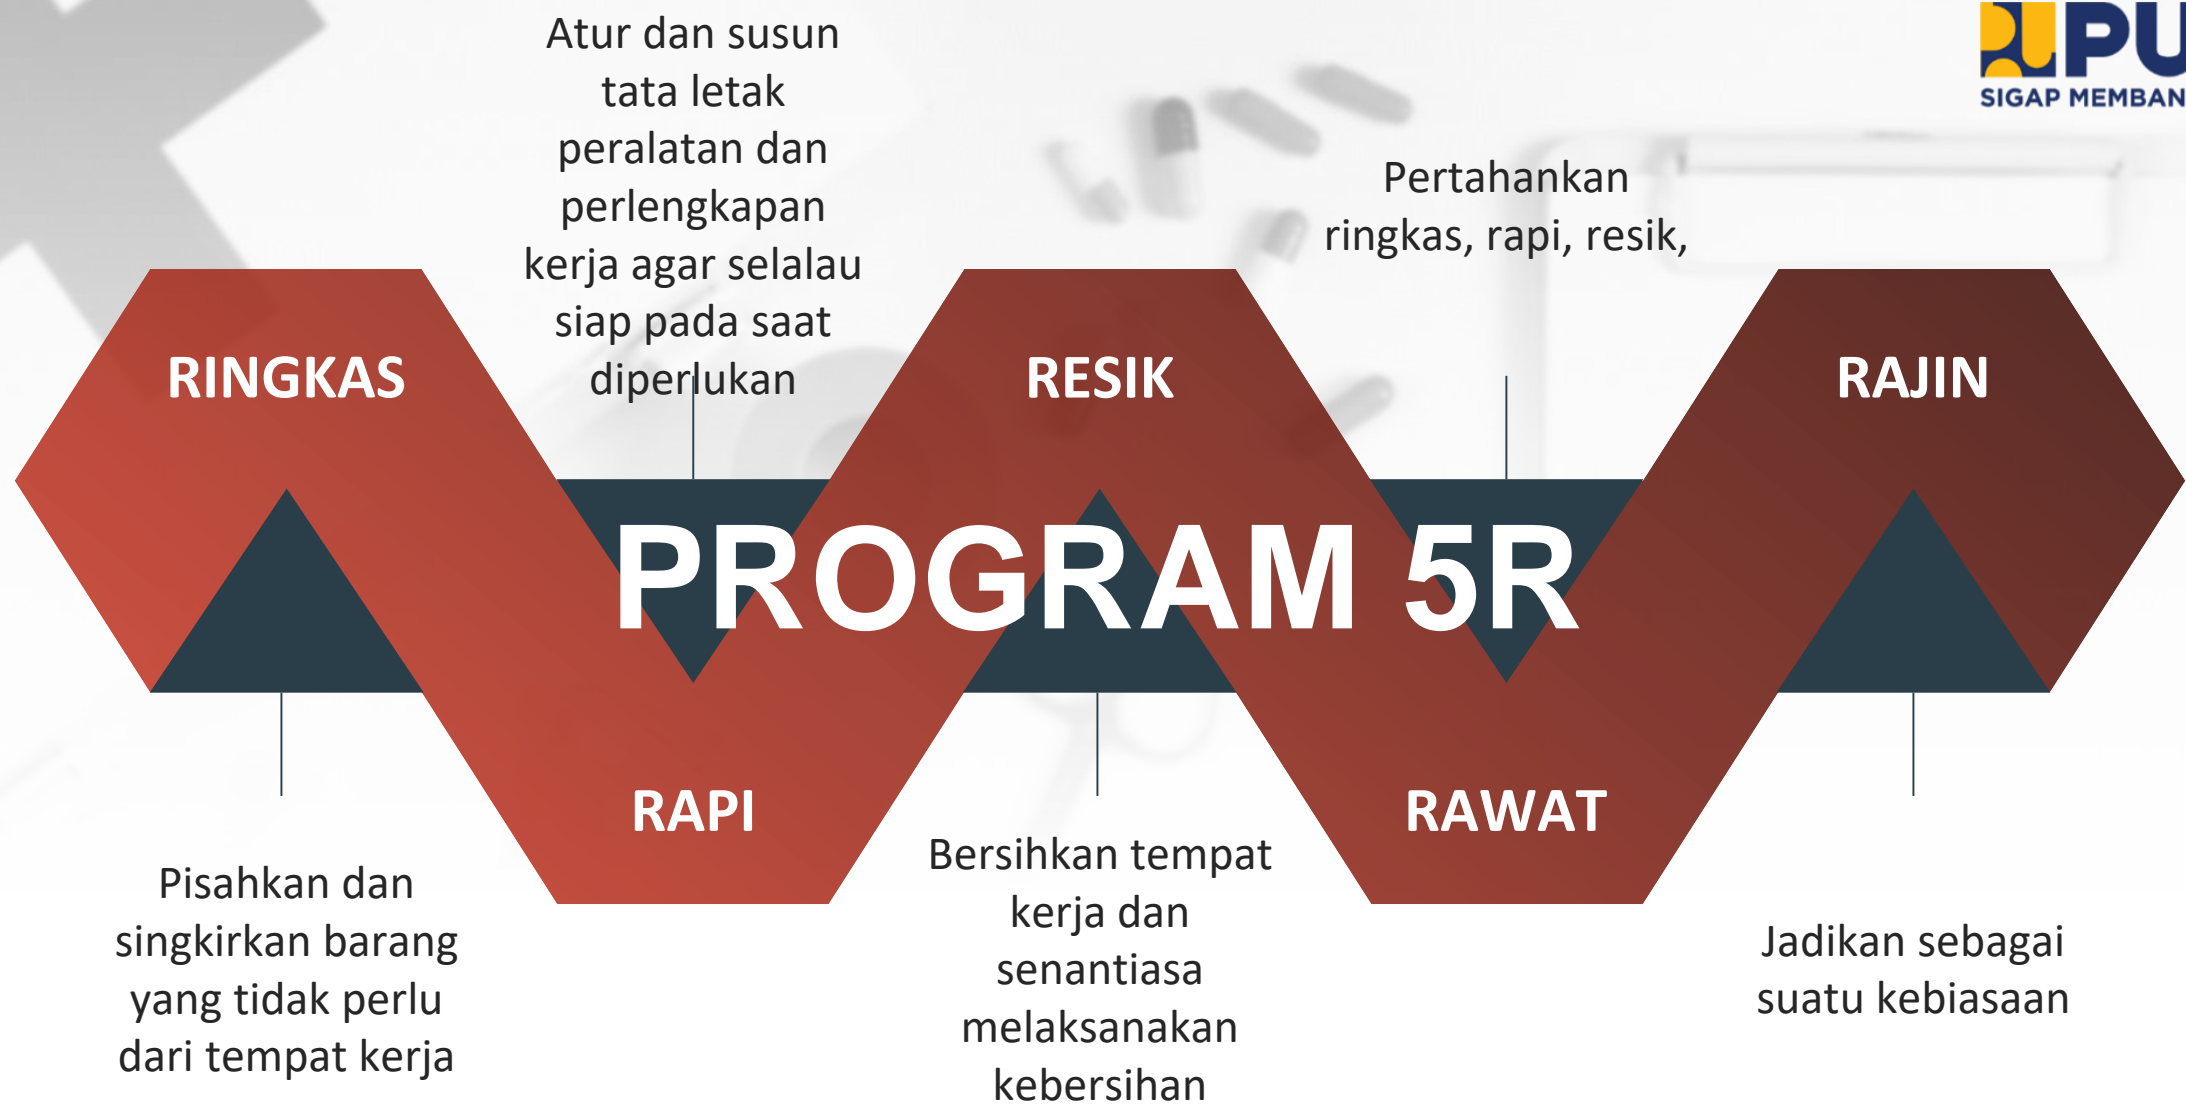 Atur dan susun
tata letak
peralatan dan
perlengkapan
kerja agar selalau
siap pada saat
diperlukan
PU
SIGAP MEMBAN
Pertahankan
ringkas, rapi, resik,
RINGKAS
RESIK
RAJIN
PROGRAM 5R
RAPI
RAWAT
Pisahkan dan
singkirkan barang
yang tidak perlu
dari tempat kerja
Bersihkan tempat
kerja dan
senantiasa
melaksanakan
kebersihan
Jadikan sebagai
suatu kebiasaan